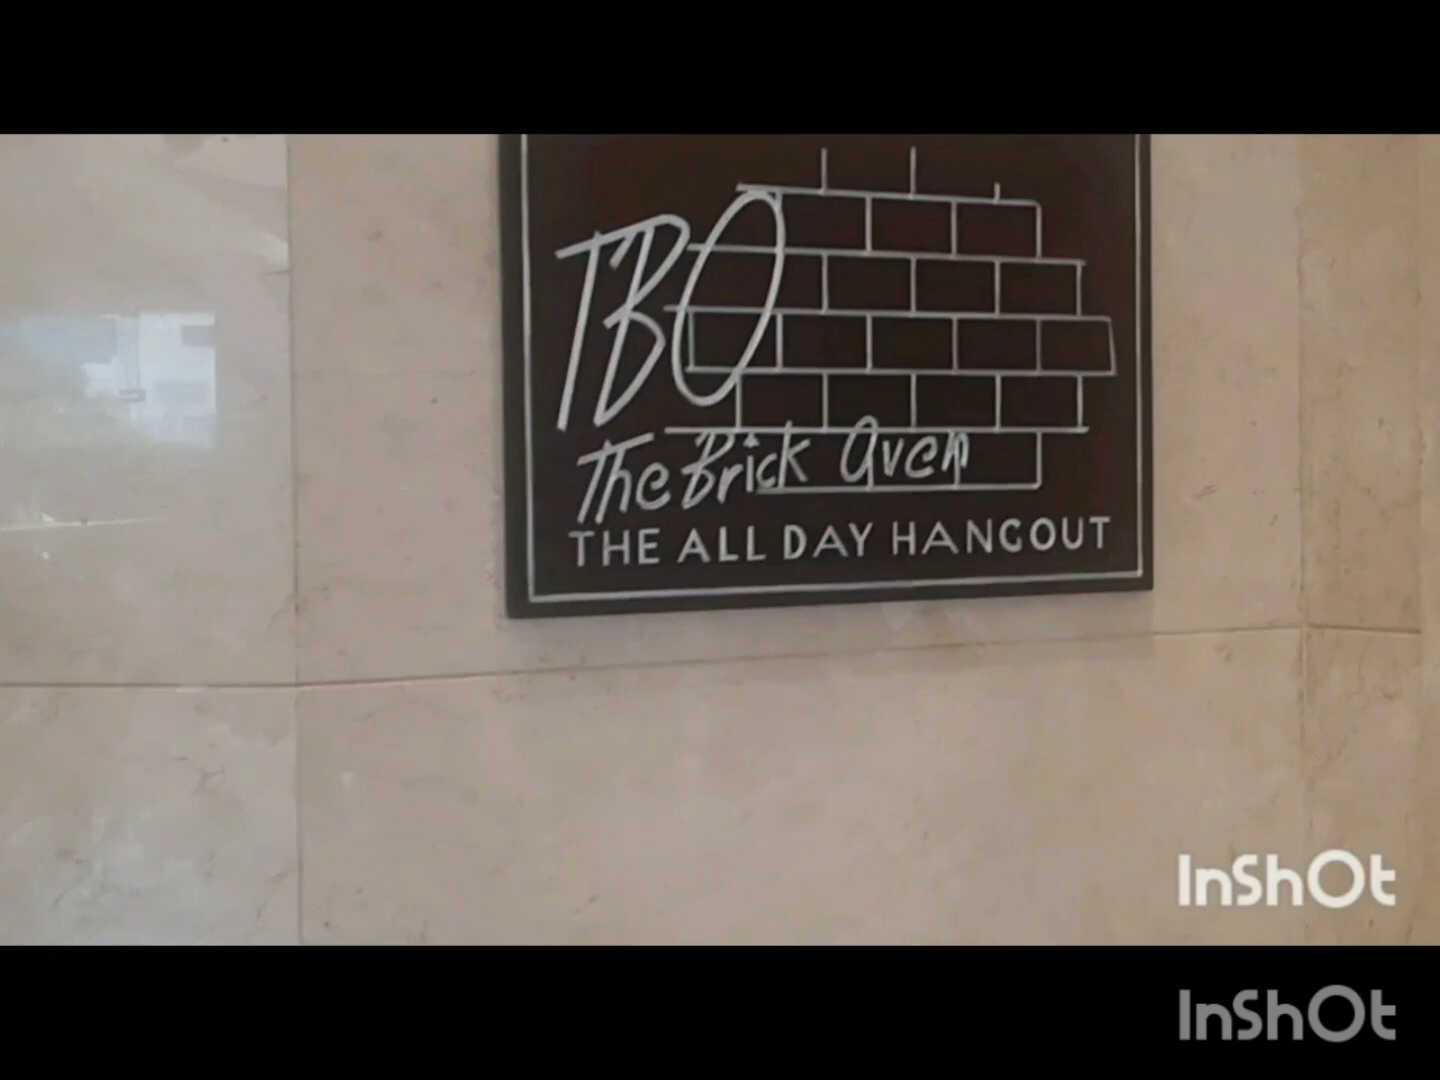 TBO
The Brick Oven
THE ALL DAY HANGOUT
InShOt
InShOt